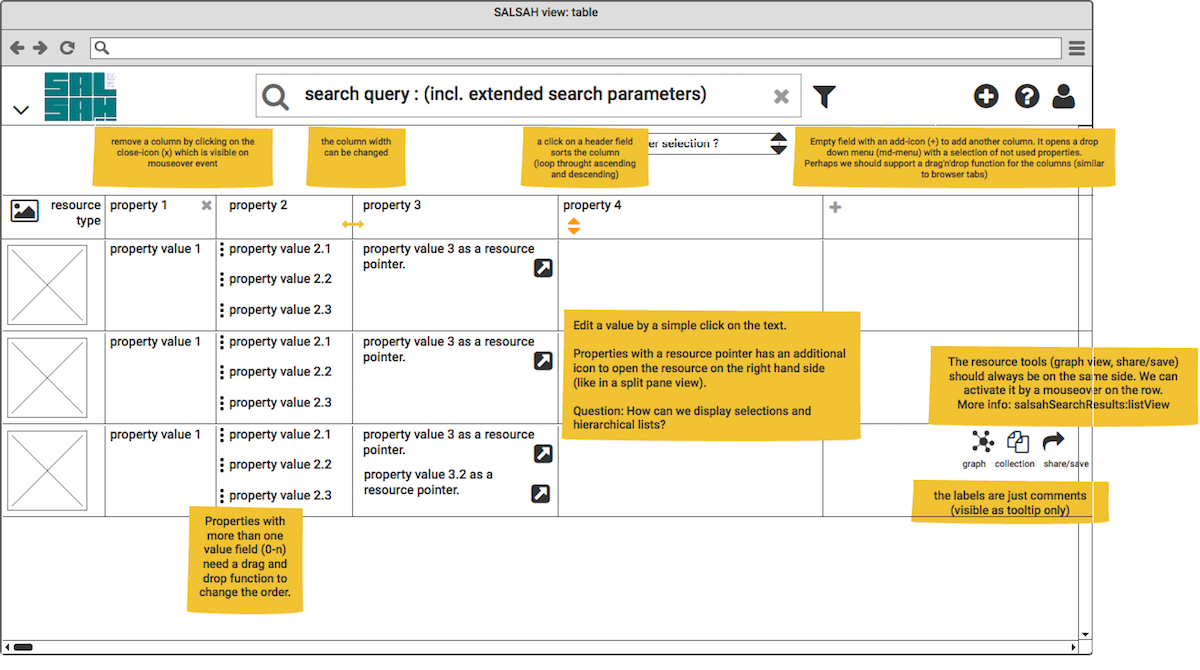 SALSAH view: table
SAL
SAH
search query : (incl. extended search parameters)
remove a column by clicking on the
close-icon (x) which is visible on
mouseover event
the column width
can be changed
a click on a header field
sorts the column
(loop throught ascending
and descending)
er selection ?
Empty field with an add-icon (+) to add another column. It opens a drop
down menu (md-menu) with a selection of not used properties.
Perhaps we should support a drag'n'drop function for the columns (similar
to browser tabs)
resource
type
property 1
property 2
property 3
property 4
property value 1
property value 2.1
property value 2.2
property value 2.3
property value 3 as a resource
pointer.
property value 1
property value 2.1
property value 2.2
property value 2.3
property value 3 as a resource
pointer.
Edit a value by a simple click on the text.
Properties with a resource pointer has an additional
icon to open the resource on the right hand side
(like in a split pane view).
Question: How can we display selections and
hierarchical lists?
The resource tools (graph view, share/save)
should always be on the same side. We can
activate it by a mouseover on the row.
More info: salsahSearchResults:listView
property value 1
property value 2.1
property value 2.2
property value 2.3
property value 3 as a resource
pointer.
property value 3.2 as a
resource pointer.
graph
collection
share/save
the labels are just comments
(visible as tooltip only)
Properties with
more than one
value field (0-n)
need a drag and
drop function to
change the order.